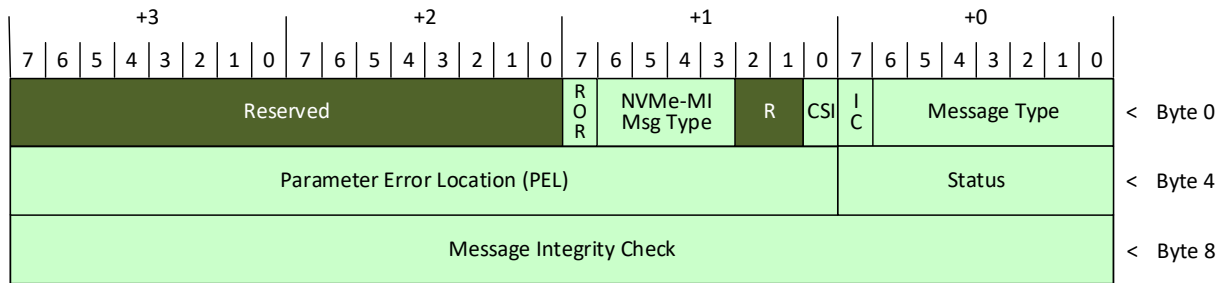 +3 +2 +1 +0
7 6 5 4 3 2 1 0 7 6 5 4 3 2 1 0 7 6 5 4 3 2 1 0 7 6 5 4 3 2 1 0
Reserved
R
O
R
NVMe-MI
Msg Type
R
CSI
I
C
Message Type
< Byte 0
Parameter Error Location (PEL) Status < Byte 4
Message Integrity Check < Byte 8